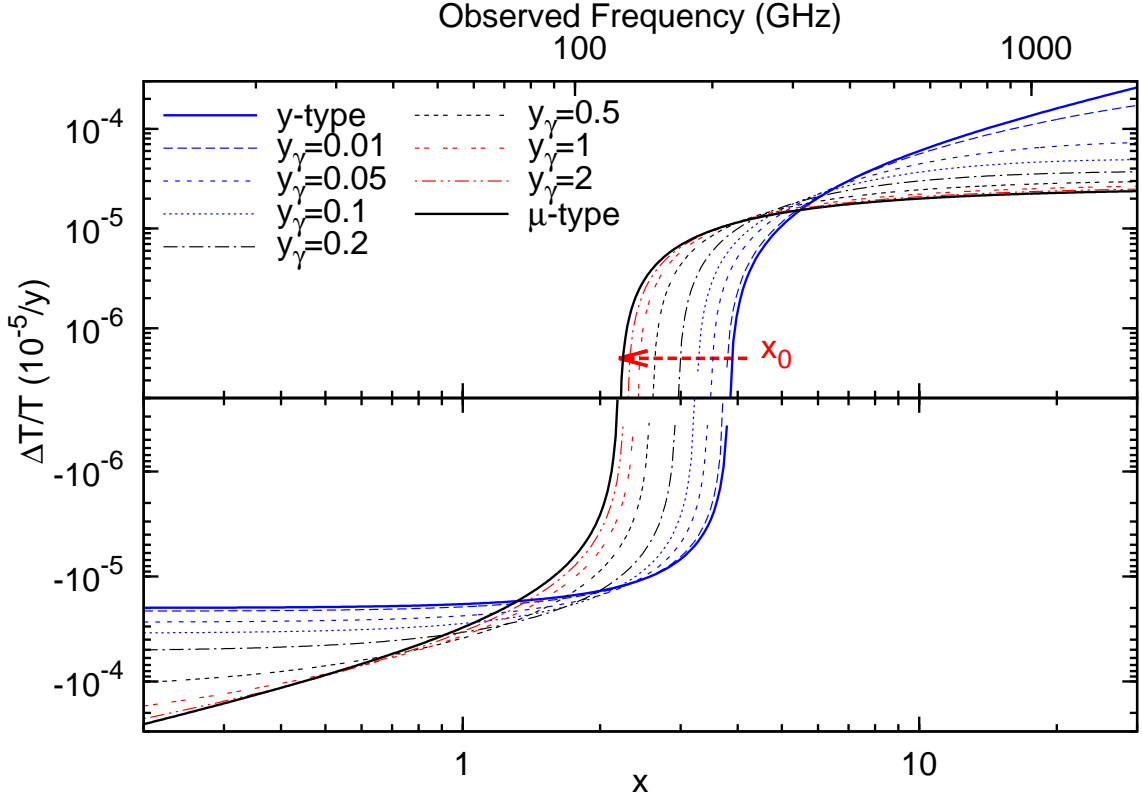 Observed Frequency (GHz)
100 1000
y-type
y_γ=0.01
y_γ=0.05
y_γ=0.1
y_γ=0.2
y_γ=0.5
y_γ=1
y_γ=2
μ-type
10^-4
10^-5
10^-6
x_0
ΔT/T (10^-5/y)
-10^-6
-10^-5
-10^-4
1 10
x